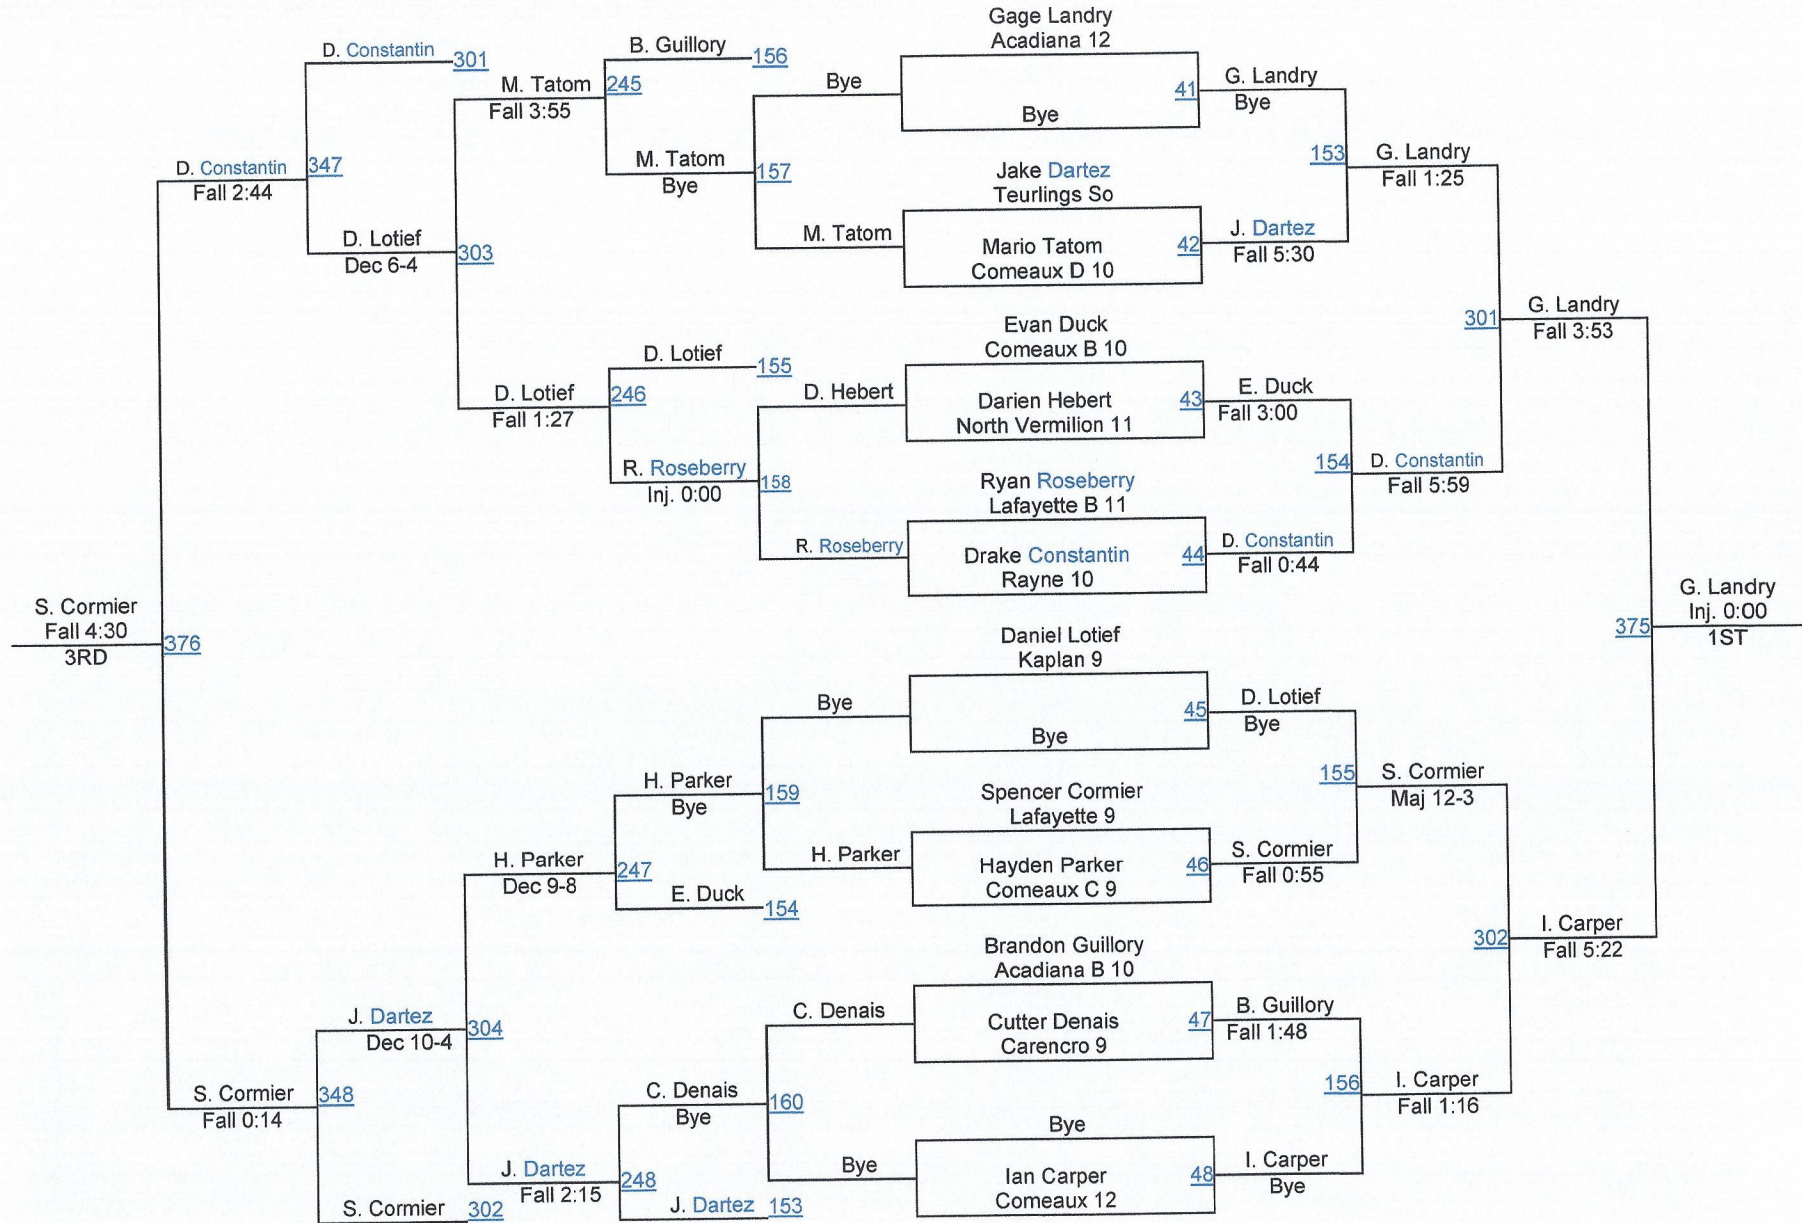 Gage Landry
Acadiana 12
D. Constantin 301
B. Guillory 156
M. Tatom 245
Fall 3:55
Bye
Bye
41 G. Landry
Bye
D. Constantin 347
Fall 2:44
M. Tatom 157
Bye
153 G. Landry
Fall 1:25
Jake Dartez
Teurlings So
D. Lotief 303
Dec 6-4
M. Tatom
Mario Tatom 42
Comeaux D 10
J. Dartez
Fall 5:30
Evan Duck
Comeaux B 10
301 G. Landry
Fall 3:53
D. Lotief 155
D. Lotief 246
Fall 1:27
D. Hebert
Darien Hebert 43
North Vermilion 11
E. Duck
Fall 3:00
R. Roseberry 158
Inj. 0:00
Ryan Roseberry
Lafayette B 11
154 D. Constantin
Fall 5:59
R. Roseberry
Drake Constantin 44
Rayne 10
D. Constantin
Fall 0:44
S. Cormier
Fall 4:30
3RD
376
Daniel Lotief
Kaplan 9
375
G. Landry
Inj. 0:00
1ST
Bye
Bye
45 D. Lotief
Bye
H. Parker 159
Bye
Spencer Cormier
Lafayette 9
155 S. Cormier
Maj 12-3
H. Parker 247
Dec 9-8
H. Parker
Hayden Parker 46
Comeaux C 9
S. Cormier
Fall 0:55
E. Duck 154
Brandon Guillory
Acadiana B 10
302 I. Carper
Fall 5:22
J. Dartez 304
Dec 10-4
C. Denais
Cutter Denais 47
Carencro 9
B. Guillory
Fall 1:48
S. Cormier 348
Fall 0:14
C. Denais 160
Bye
156 I. Carper
Fall 1:16
Bye
J. Dartez 248
Fall 2:15
Bye
Ian Carper 48
Comeaux 12
I. Carper
Bye
S. Cormier 302
J. Dartez 153